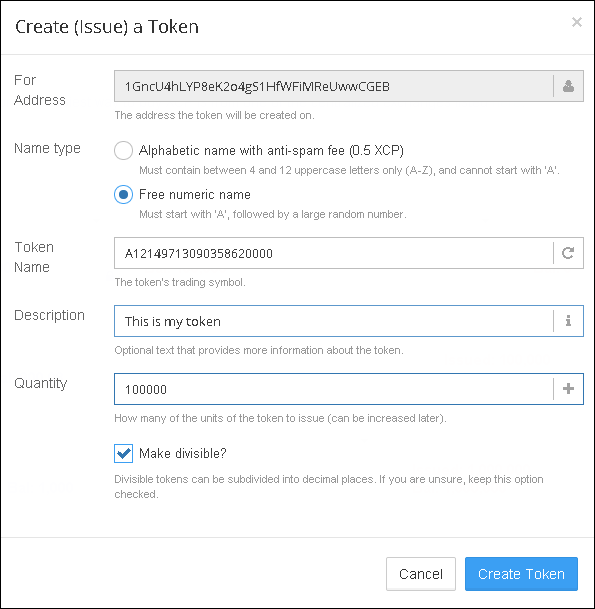 Create (Issue) a Token
×
For
Address
1GncU4hLYP8eK2o4gS1HfWFiMReUwwCGEB
The address the token will be created on.
Name type
Alphabetic name with anti-spam fee (0.5 XCP)
Must contain between 4 and 12 uppercase letters only (A-Z), and cannot start with 'A'.
Free numeric name
Must start with 'A', followed by a large random number.
Token
Name
A12149713090358620000
The token's trading symbol.
Description
This is my token
Optional text that provides more information about the token.
Quantity
100000
How many of the units of the token to issue (can be increased later).
Make divisible?
Divisible tokens can be subdivided into decimal places. If you are unsure, keep this option
checked.
Cancel
Create Token